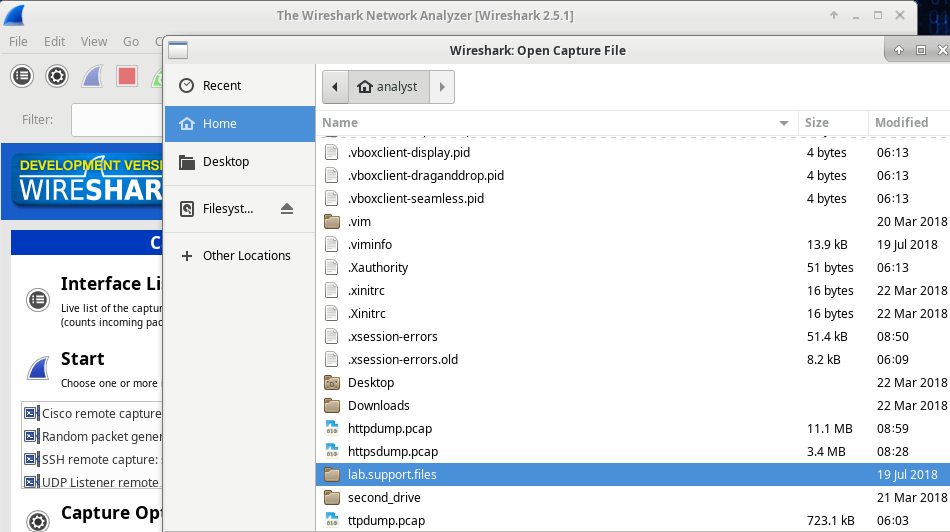 The Wireshark Network Analyzer [Wireshark 2.5.1]
File Edit View Go
Wireshark: Open Capture File
Filter:
DEVELOPMENT VERSI
WIRESHAR
Interface Li
Live list of the captur
(counts incoming pac
Start
Choose one or more
Cisco remote capture
Random packet gener
SSH remote capture:
UDP Listener remote
Capture Opt
Recent
Home
Desktop
Filesyst...
Other Locations
analyst
Name Size Modified
.vboxclient-display.pid 4 bytes 06:13
.vboxclient-draganddrop.pid 4 bytes 06:13
.vboxclient-seamless.pid 4 bytes 06:13
.vim 20 Mar 2018
.viminfo 13.9 kB 19 Jul 2018
.Xauthority 51 bytes 06:13
.xinitrc 16 bytes 22 Mar 2018
.Xinitrc 16 bytes 22 Mar 2018
.xsession-errors 51.4 kB 08:50
.xsession-errors.old 8.2 kB 06:09
Desktop 22 Mar 2018
Downloads 22 Mar 2018
httpdump.pcap 11.1 MB 08:59
httpsdump.pcap 3.4 MB 08:28
lab.support.files 19 Jul 2018
second_drive 21 Mar 2018
ttpdump.pcap 723.1 kB 06:03